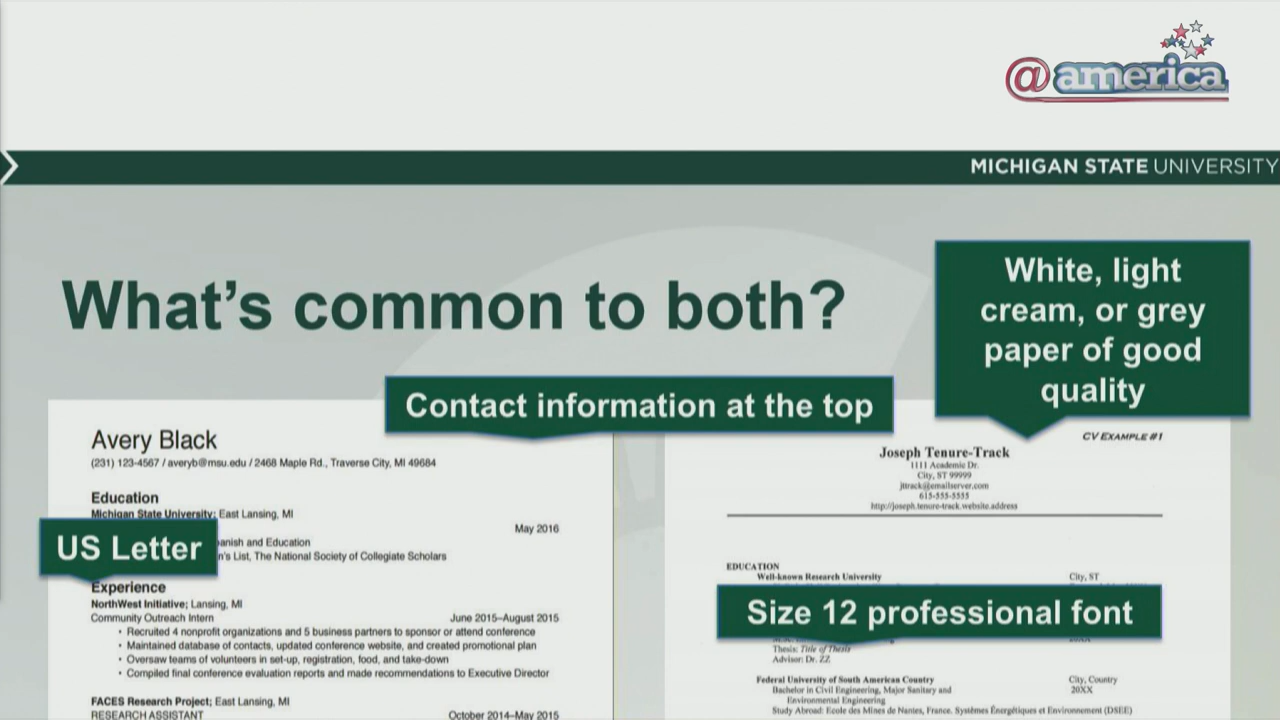 @america
MICHIGAN STATE UNIVERSITY
What's common to both?
White, light
cream, or grey
paper of good
quality
Contact information at the top
Avery Black
(231) 123-4567 / averyb@msu.edu / 2468 Maple Rd., Traverse City, MI 49684
Education
Michigan State University; East Lansing, MI
May 2016
anish and Education
n's List, The National Society of Collegiate Scholars
US Letter
Experience
NorthWest Initiative; Lansing, MI
Community Outreach Intern June 2015–August 2015
• Recruited 4 nonprofit organizations and 5 business partners to sponsor or attend conference
• Maintained database of contacts, updated conference website, and created promotional plan
• Oversaw teams of volunteers in set-up, registration, food, and take-down
• Compiled final conference evaluation reports and made recommendations to Executive Director
FACES Research Project; East Lansing, MI
RESEARCH ASSISTANT October 2014–May 2015
CV EXAMPLE #1
Joseph Tenure-Track
1111 Academic Dr.
City, ST 99999
jttrack@emailserver.com
615-555-5555
http://joseph.tenure-track.website.address
EDUCATION
Well-known Research University City, ST
Size 12 professional font
Thesis: Title of Thesis
Advisor: Dr. ZZ
Federal University of South American Country City, Country
Bachelor in Civil Engineering, Major Sanitary and 20XX
Environmental Engineering
Study Abroad: Ecole des Mines de Nantes, France. Systèmes Énergétiques et Environnement (DSEE)